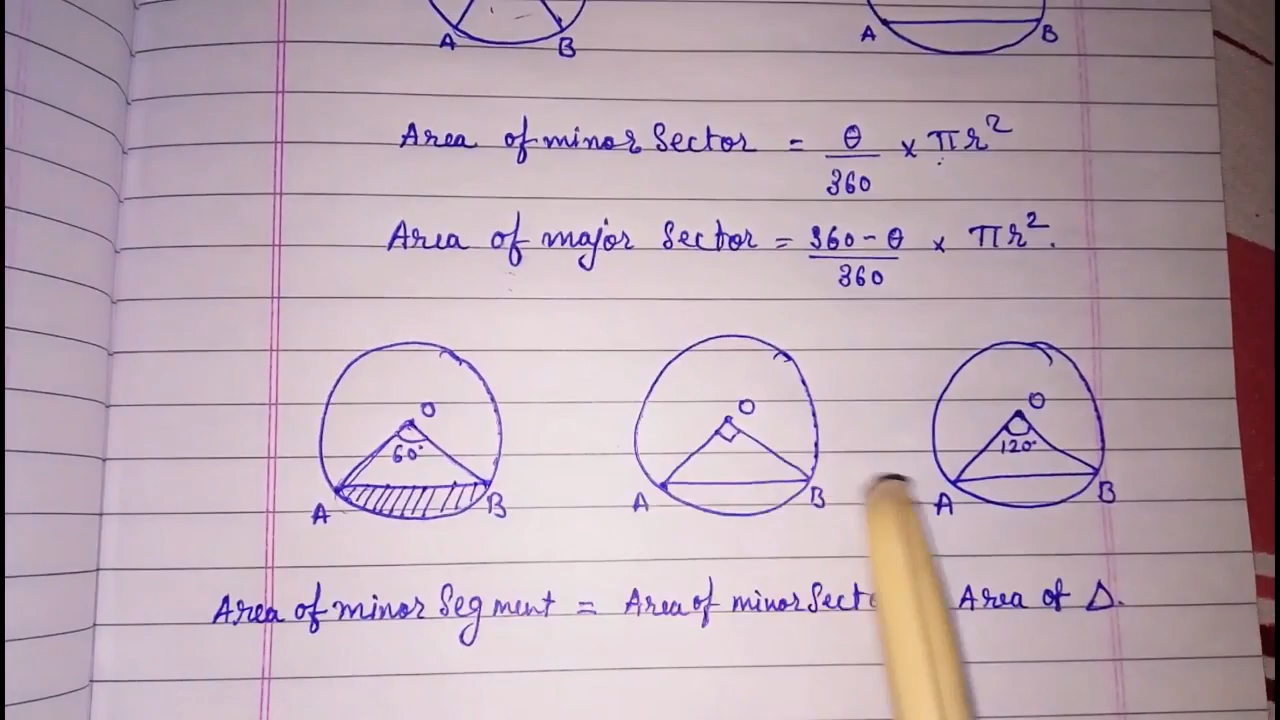 A B A B
Area of minor Sector = θ/360 × πr²
Area of major Sector = 360-θ/360 × πr².
O O θ
60° 120°
A B A B A B
Area of minor Segment = Area of minor Area of Δ.